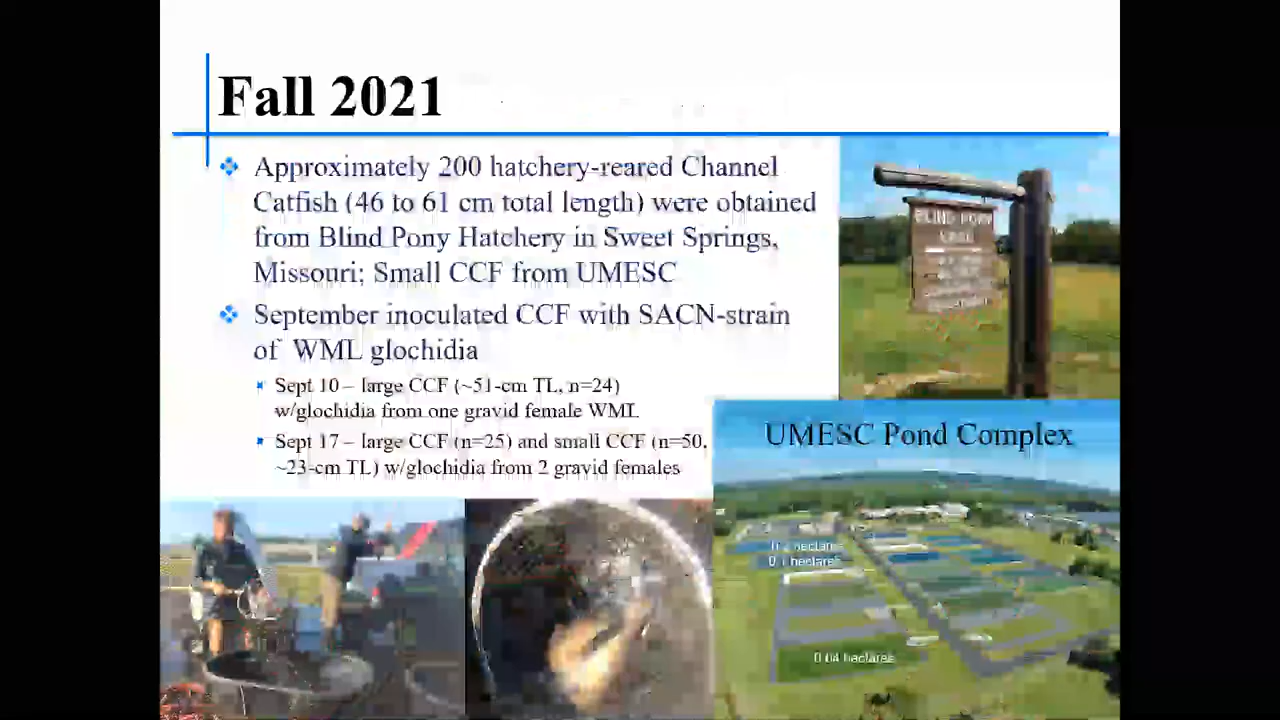 Fall 2021
Approximately 200 hatchery-reared Channel
Catfish (46 to 61 cm total length) were obtained
from Blind Pony Hatchery in Sweet Springs,
Missouri; Small CCF from UMESC
September inoculated CCF with SACN-strain
of WML glochidia
Sept 10 – large CCF (~51-cm TL, n=24)
w/glochidia from one gravid female WML
Sept 17 – large CCF (n=25) and small CCF (n=50,
~23-cm TL) w/glochidia from 2 gravid females
BLIND PONY
UMESC Pond Complex
0.1 hectares
0.04 hectares